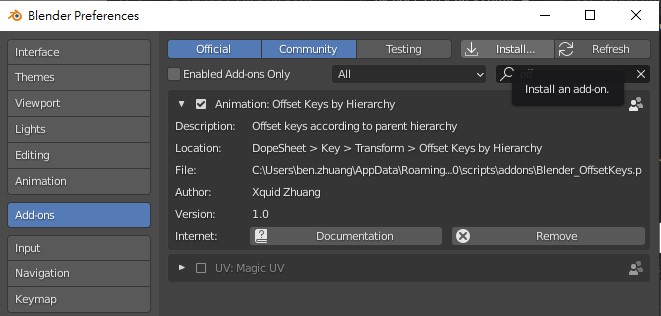 Blender Preferences
Interface
Themes
Viewport
Lights
Editing
Animation
Add-ons
Input
Navigation
Keymap
Official Community Testing Install... Refresh
Enabled Add-ons Only All
Install an add-on.
Animation: Offset Keys by Hierarchy
Description: Offset keys according to parent hierarchy
Location: DopeSheet > Key > Transform > Offset Keys by Hierarchy
File: C:\Users\ben.zhuang\AppData\Roaming...0\scripts\addons\Blender_OffsetKeys.p
Author: Xquid Zhuang
Version: 1.0
Internet: Documentation Remove
UV: Magic UV